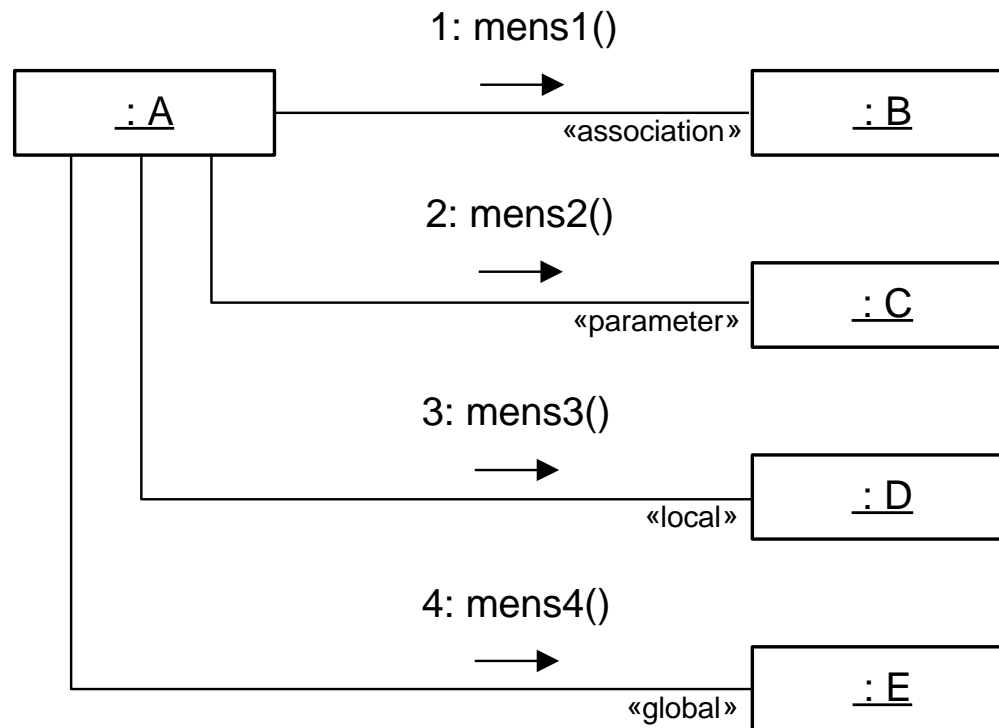 1: mens1()
: A
: B
«association»
2: mens2()
: C
«parameter»
3: mens3()
: D
«local»
4: mens4()
: E
«global»